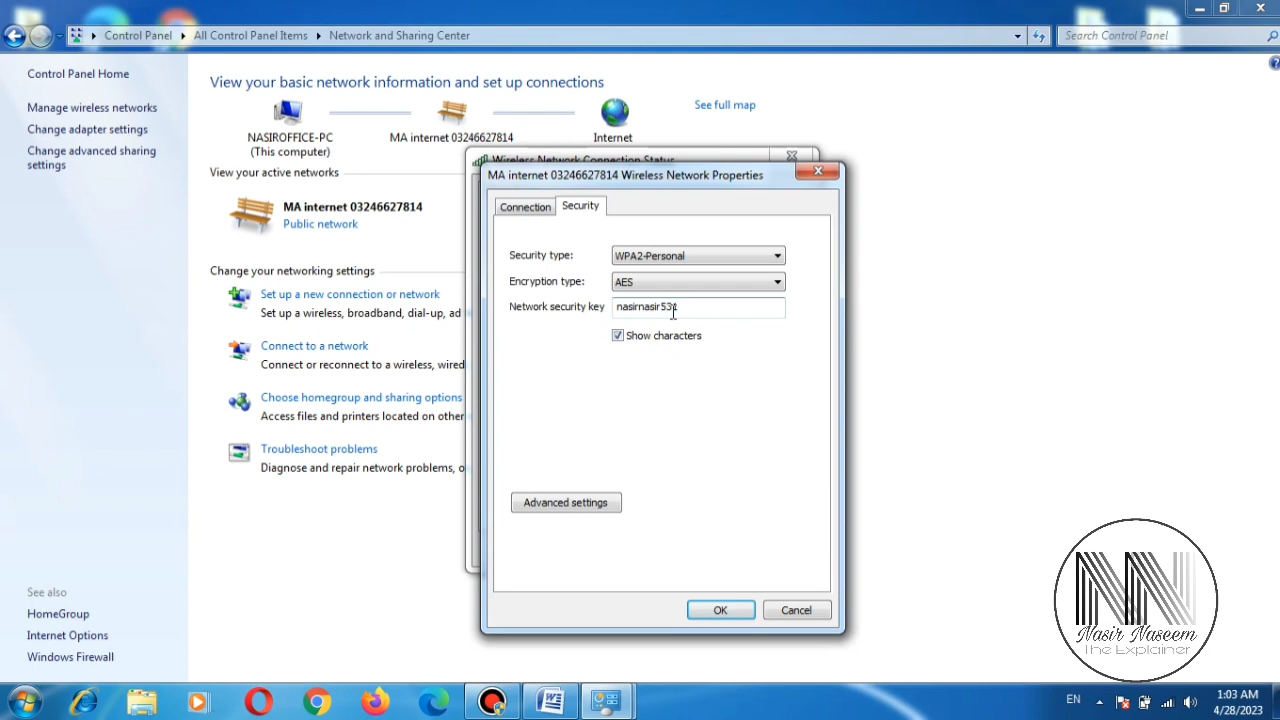 Control Panel
All Control Panel Items
Network and Sharing Center
Search Control Panel
Control Panel Home
Manage wireless networks
Change adapter settings
Change advanced sharing
settings
See also
HomeGroup
Internet Options
Windows Firewall
View your basic network information and set up connections
NASIROFFICE-PC
(This computer)
MA internet 03246627814
Internet
See full map
View your active networks
MA internet 03246627814
Public network
Change your networking settings
Set up a new connection or network
Set up a wireless, broadband, dial-up, ad
Connect to a network
Connect or reconnect to a wireless, wired
Choose homegroup and sharing options
Access files and printers located on other
Troubleshoot problems
Diagnose and repair network problems, o
Wireless Network Connection Status
MA internet 03246627814 Wireless Network Properties
Connection
Security
Security type:
WPA2-Personal
Encryption type:
AES
Network security key
Show characters
Advanced settings
OK
Cancel
NN
Nasir Naseem
The Explainer
EN
1:03 AM
4/28/2023